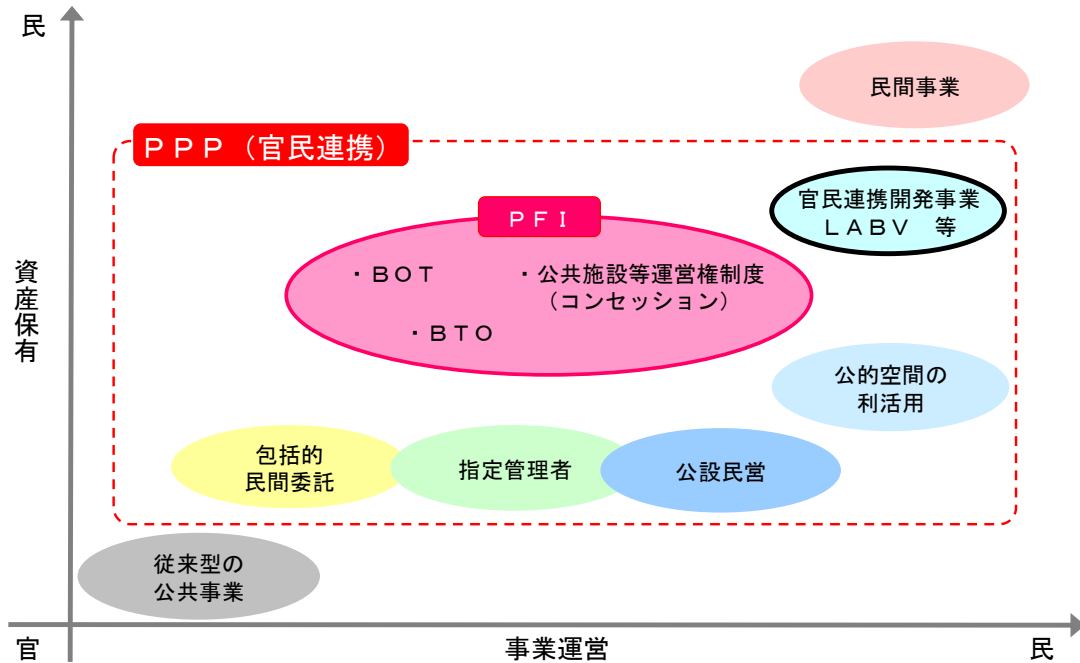 民
民間事業
ＰＰＰ（官民連携）
官民連携開発事業
ＬＡＢＶ　等
ＰＦＩ
・ＢＯＴ
・公共施設等運営権制度
（コンセッション）
・ＢＴＯ
資産保有
公的空間の
利活用
包括的
民間委託
指定管理者
公設民営
従来型の
公共事業
官
事業運営
民